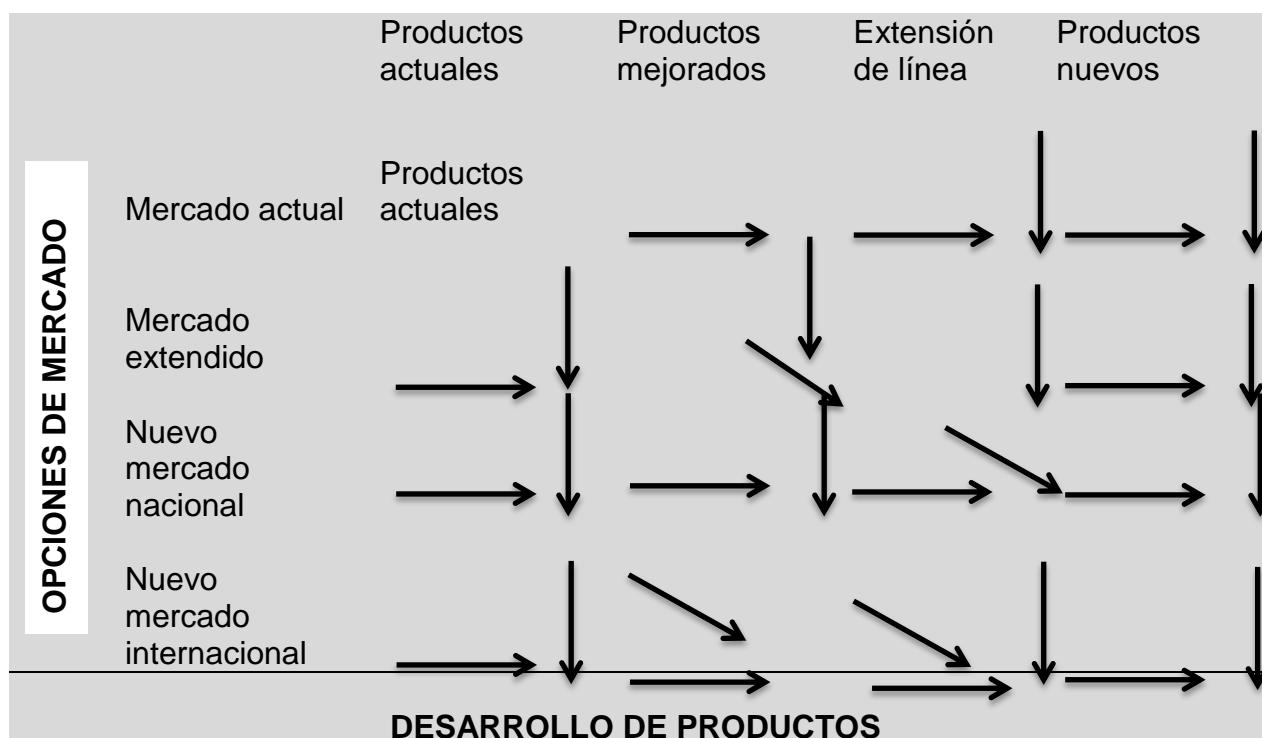 Productos
actuales
Productos
mejorados
Extensión
de línea
Productos
nuevos
OPCIONES DE MERCADO
Mercado actual
Productos
actuales
Mercado
extendido
Nuevo
mercado
nacional
Nuevo
mercado
internacional
DESARROLLO DE PRODUCTOS